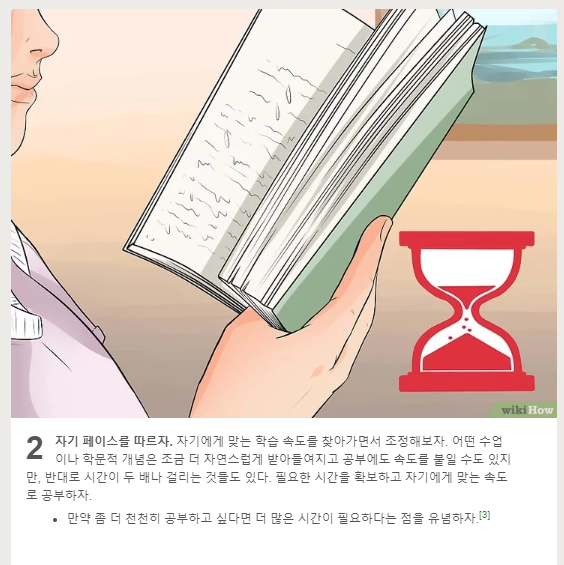 wikiHow
2 자기 페이스를 따르자. 자기에게 맞는 학습 속도를 찾아가면서 조정해보자. 어떤 수업
이나 학문적 개념은 조금 더 자연스럽게 받아들여지고 공부에도 속도를 붙일 수도 있지
만, 반대로 시간이 두 배나 걸리는 것들도 있다. 필요한 시간을 확보하고 자기에게 맞는 속도
로 공부하자.
• 만약 좀 더 천천히 공부하고 싶다면 더 많은 시간이 필요하다는 점을 유념하자.[3]